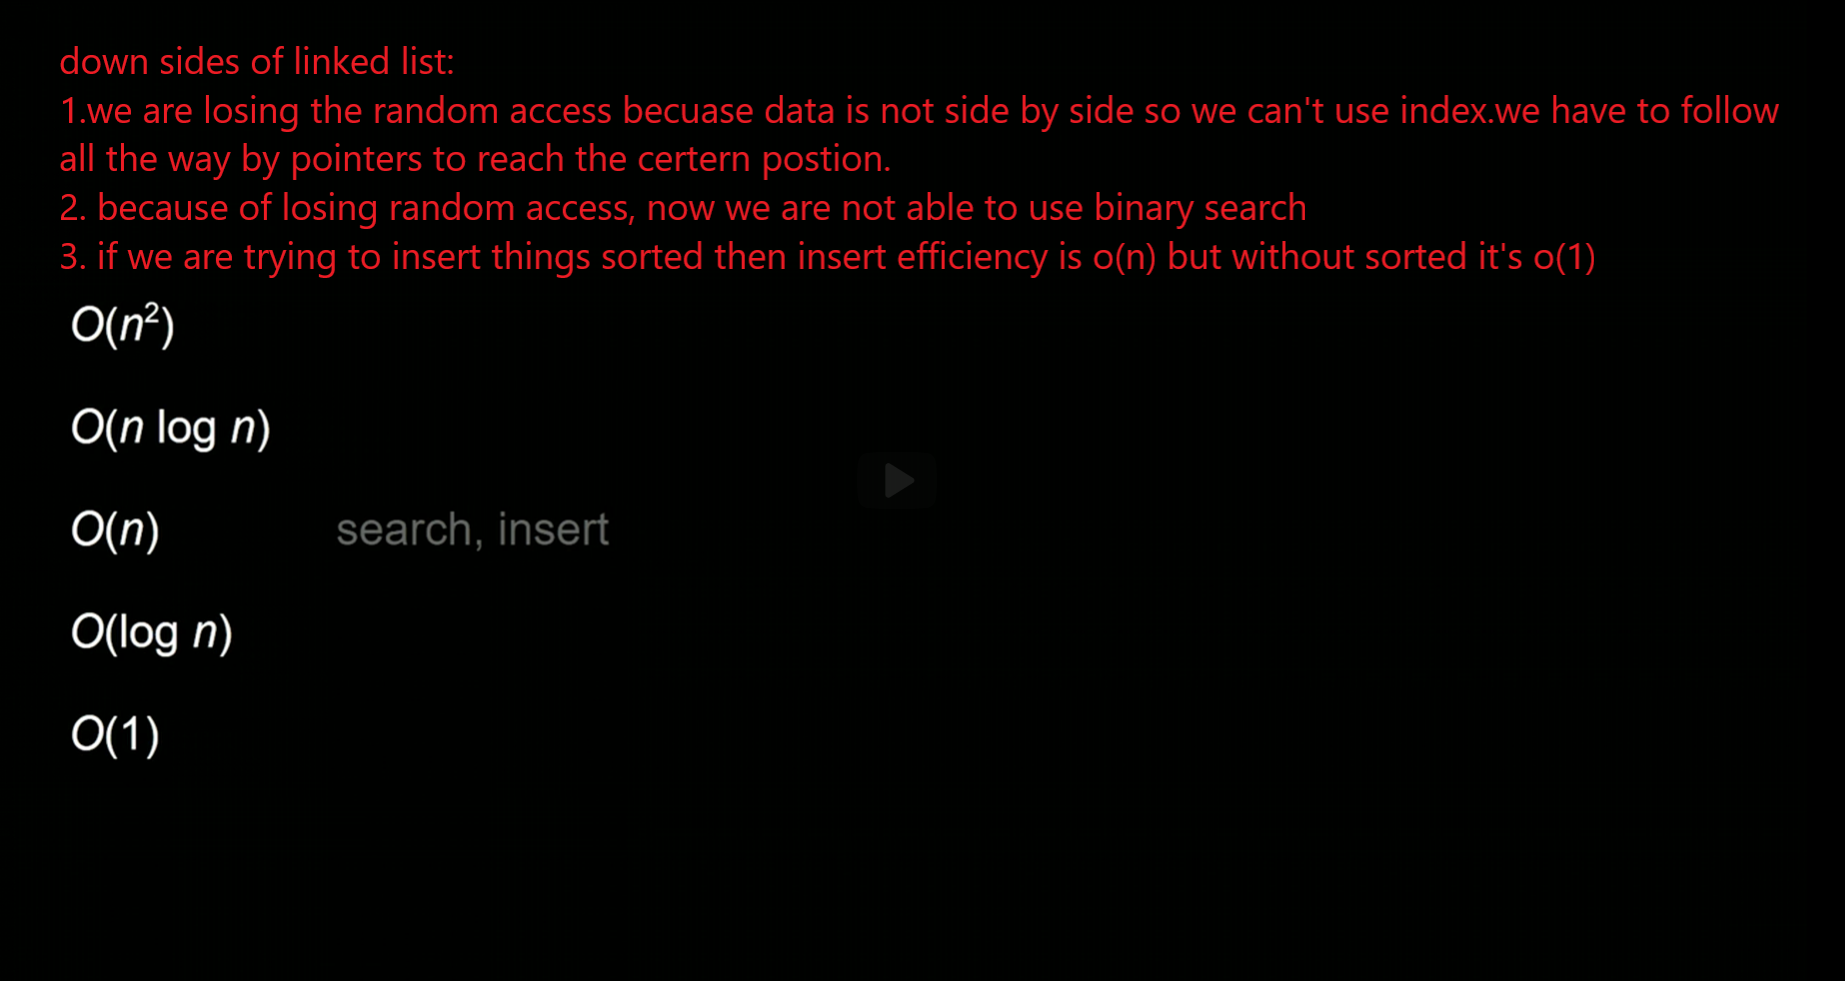 down sides of linked list:
1.we are losing the random access becuase data is not side by side so we can't use index.we have to follow
all the way by pointers to reach the certern postion.
2. because of losing random access, now we are not able to use binary search
3. if we are trying to insert things sorted then insert efficiency is o(n) but without sorted it's o(1)
O(n²)
O(n log n)
O(n) search, insert
O(log n)
O(1)